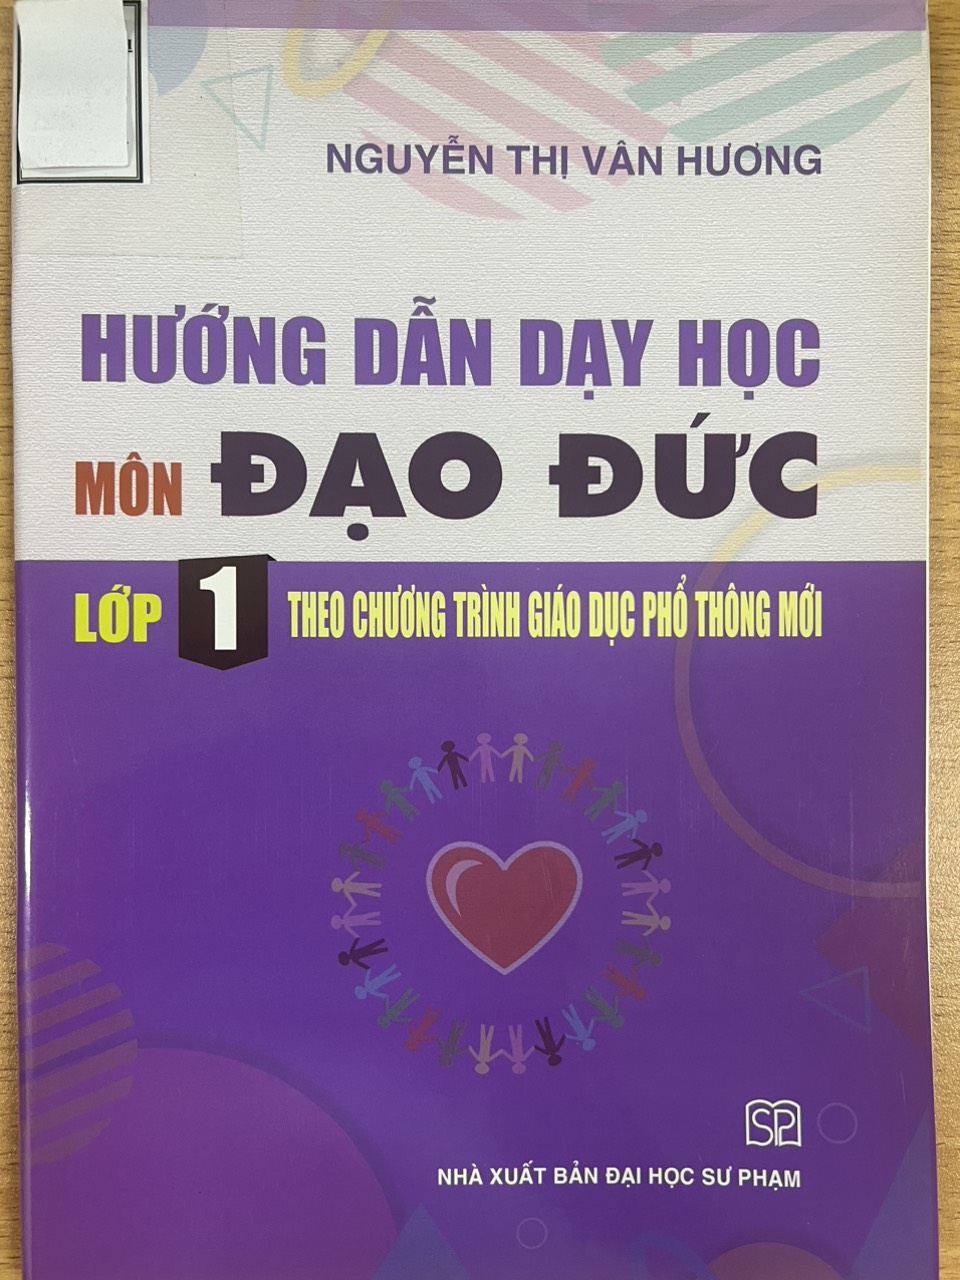 NGUYỄN THỊ VÂN HƯƠNG
HƯỚNG DẪN DẠY HỌC
MÔN ĐẠO ĐỨC
LỚP 1 THEO CHƯƠNG TRÌNH GIÁO DỤC PHỔ THÔNG MỚI
SP
NHÀ XUẤT BẢN ĐẠI HỌC SƯ PHẠM